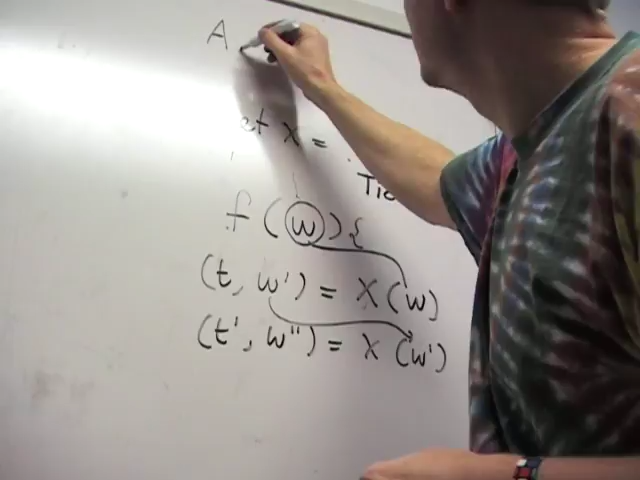 A
et x =
f (w) {
(t, w') = X(w)
(t', w'') = X (w')